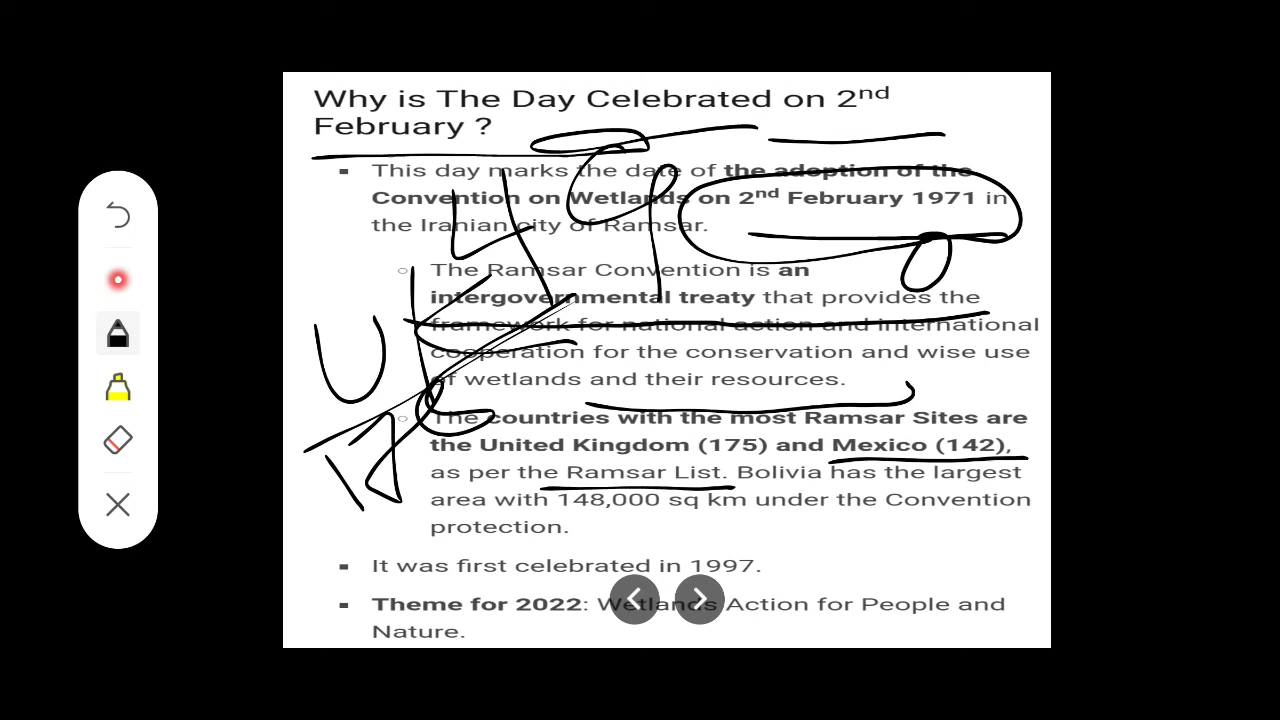 Why is The Day Celebrated on 2nd
February ?
▪ This day marks the date of the adoption of the
Convention on Wetlands on 2nd February 1971 in
the Iranian city of Ramsar.
○ The Ramsar Convention is an
intergovernmental treaty that provides the
framework for national action and international
cooperation for the conservation and wise use
of wetlands and their resources.
○ The countries with the most Ramsar Sites are
the United Kingdom (175) and Mexico (142),
as per the Ramsar List. Bolivia has the largest
area with 148,000 sq km under the Convention
protection.
▪ It was first celebrated in 1997.
▪ Theme for 2022: Wetlands Action for People and
Nature.